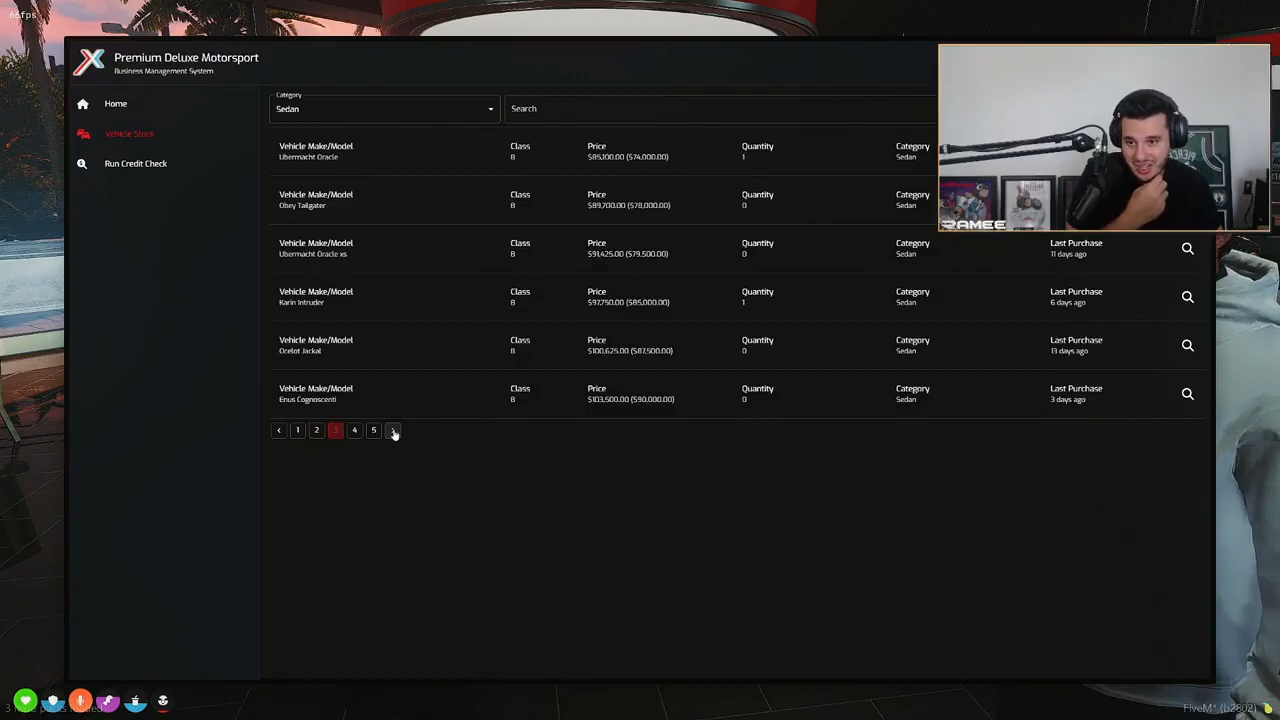 66fps
Premium Deluxe Motorsport
Business Management System
Home
Vehicle Stock
Run Credit Check
Category
Sedan
Search
Vehicle Make/Model Class Price Quantity Category
Ubermacht Oracle B $85,100.00 ($74,000.00) 1 Sedan
Vehicle Make/Model Class Price Quantity Category
Obey Tailgater B $89,700.00 ($78,000.00) 0 Sedan
Vehicle Make/Model Class Price Quantity Category Last Purchase
Ubermacht Oracle xs B $91,425.00 ($79,500.00) 0 Sedan 11 days ago
Vehicle Make/Model Class Price Quantity Category Last Purchase
Karin Intruder B $97,750.00 ($85,000.00) 1 Sedan 6 days ago
Vehicle Make/Model Class Price Quantity Category Last Purchase
Ocelot Jackal B $100,625.00 ($87,500.00) 0 Sedan 13 days ago
Vehicle Make/Model Class Price Quantity Category Last Purchase
Enus Cognoscenti B $103,500.00 ($90,000.00) 0 Sedan 3 days ago
1 2 3 4 5
RAMEE
FiveM* (b2802)